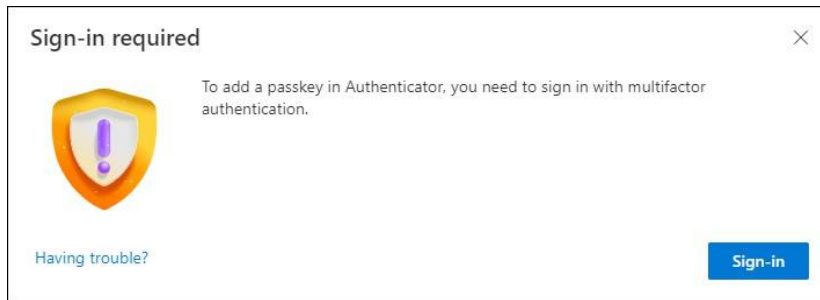 Sign-in required
To add a passkey in Authenticator, you need to sign in with multifactor
authentication.
Having trouble?
Sign-in